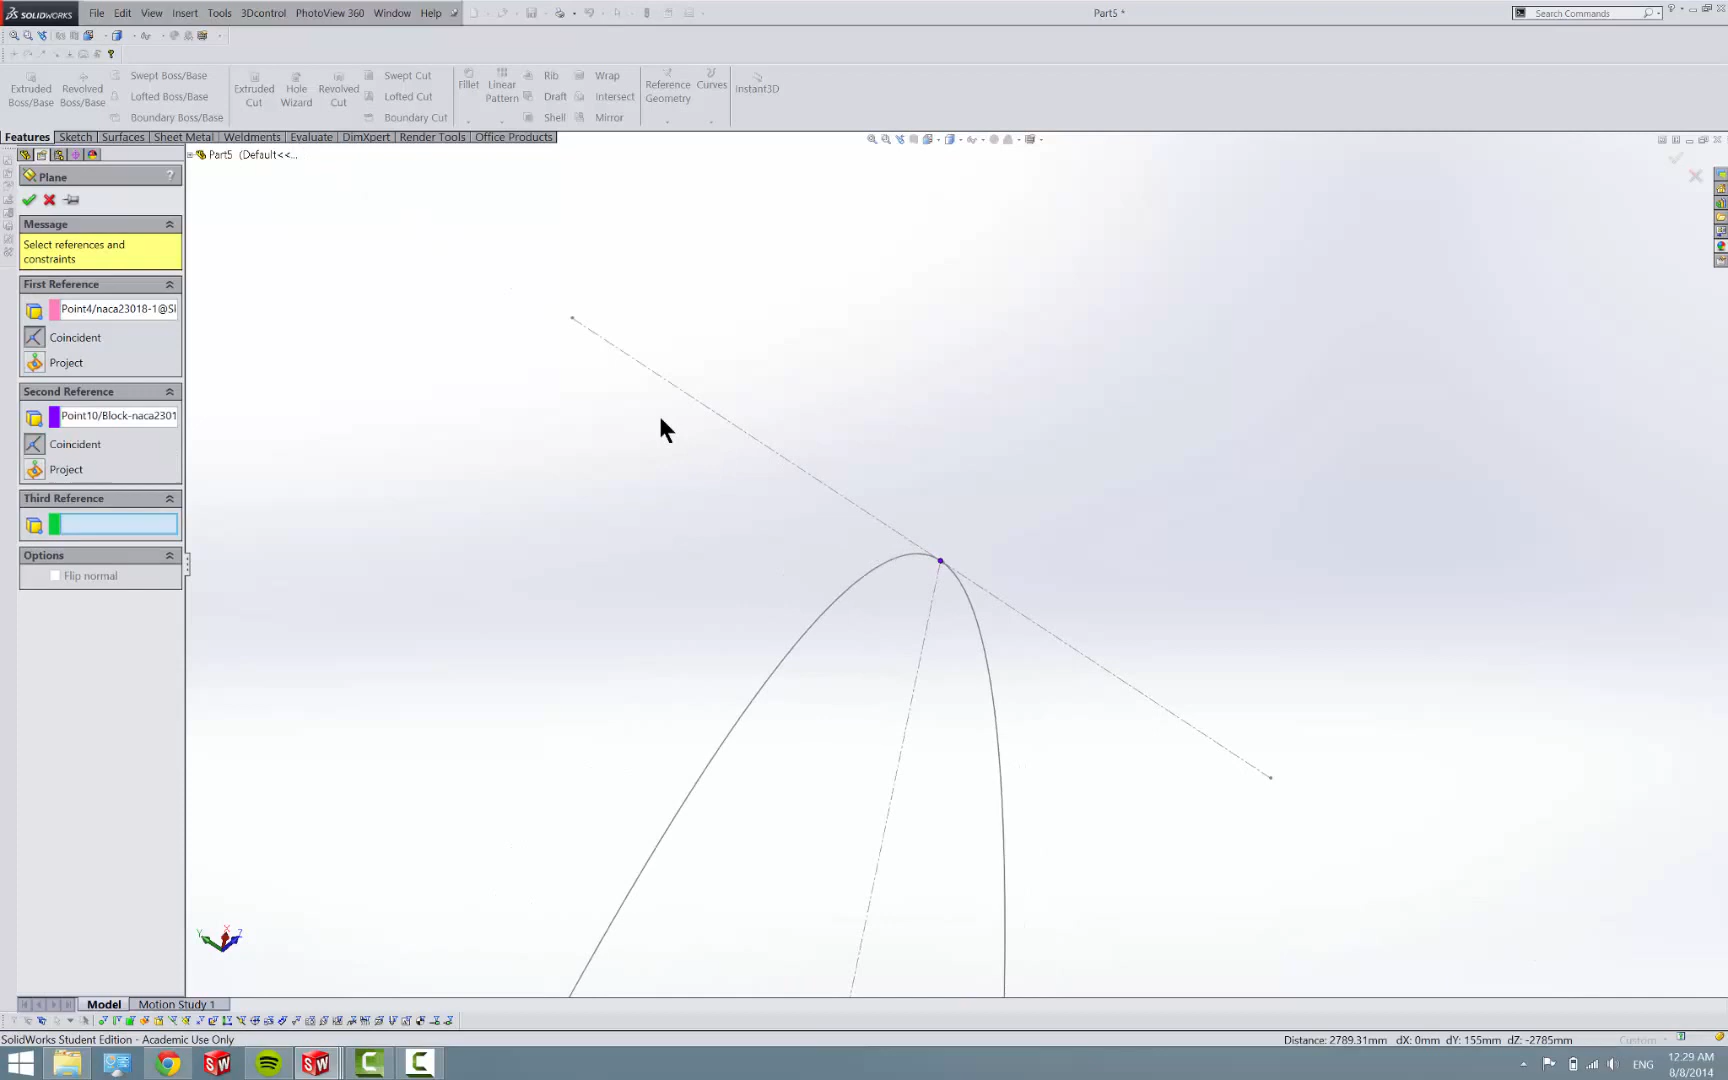 SOLIDWORKS File Edit View Insert Tools 3Dcontrol PhotoView 360 Window Help Part5 * Search Commands
Extruded Boss/Base
Revolved Boss/Base
Swept Boss/Base
Lofted Boss/Base
Boundary Boss/Base
Extruded Cut
Hole Wizard
Revolved Cut
Swept Cut
Lofted Cut
Boundary Cut
Fillet
Linear Pattern
Rib
Draft
Shell
Wrap
Intersect
Mirror
Reference Geometry
Curves
Instant3D
Features Sketch Surfaces Sheet Metal Weldments Evaluate DimXpert Render Tools Office Products
Part5 (Default<<...
Plane ?
Message
Select references and
constraints
First Reference
Point4/naca23018-1@Sl
Coincident
Project
Second Reference
Point10/Block-naca2301
Coincident
Project
Third Reference
Options
Flip normal
Y X Z
Model Motion Study 1
SolidWorks Student Edition - Academic Use Only
Distance: 2789.31mm dX: 0mm dY: 155mm dZ: -2785mm Custom
ENG
12:29 AM
8/8/2014